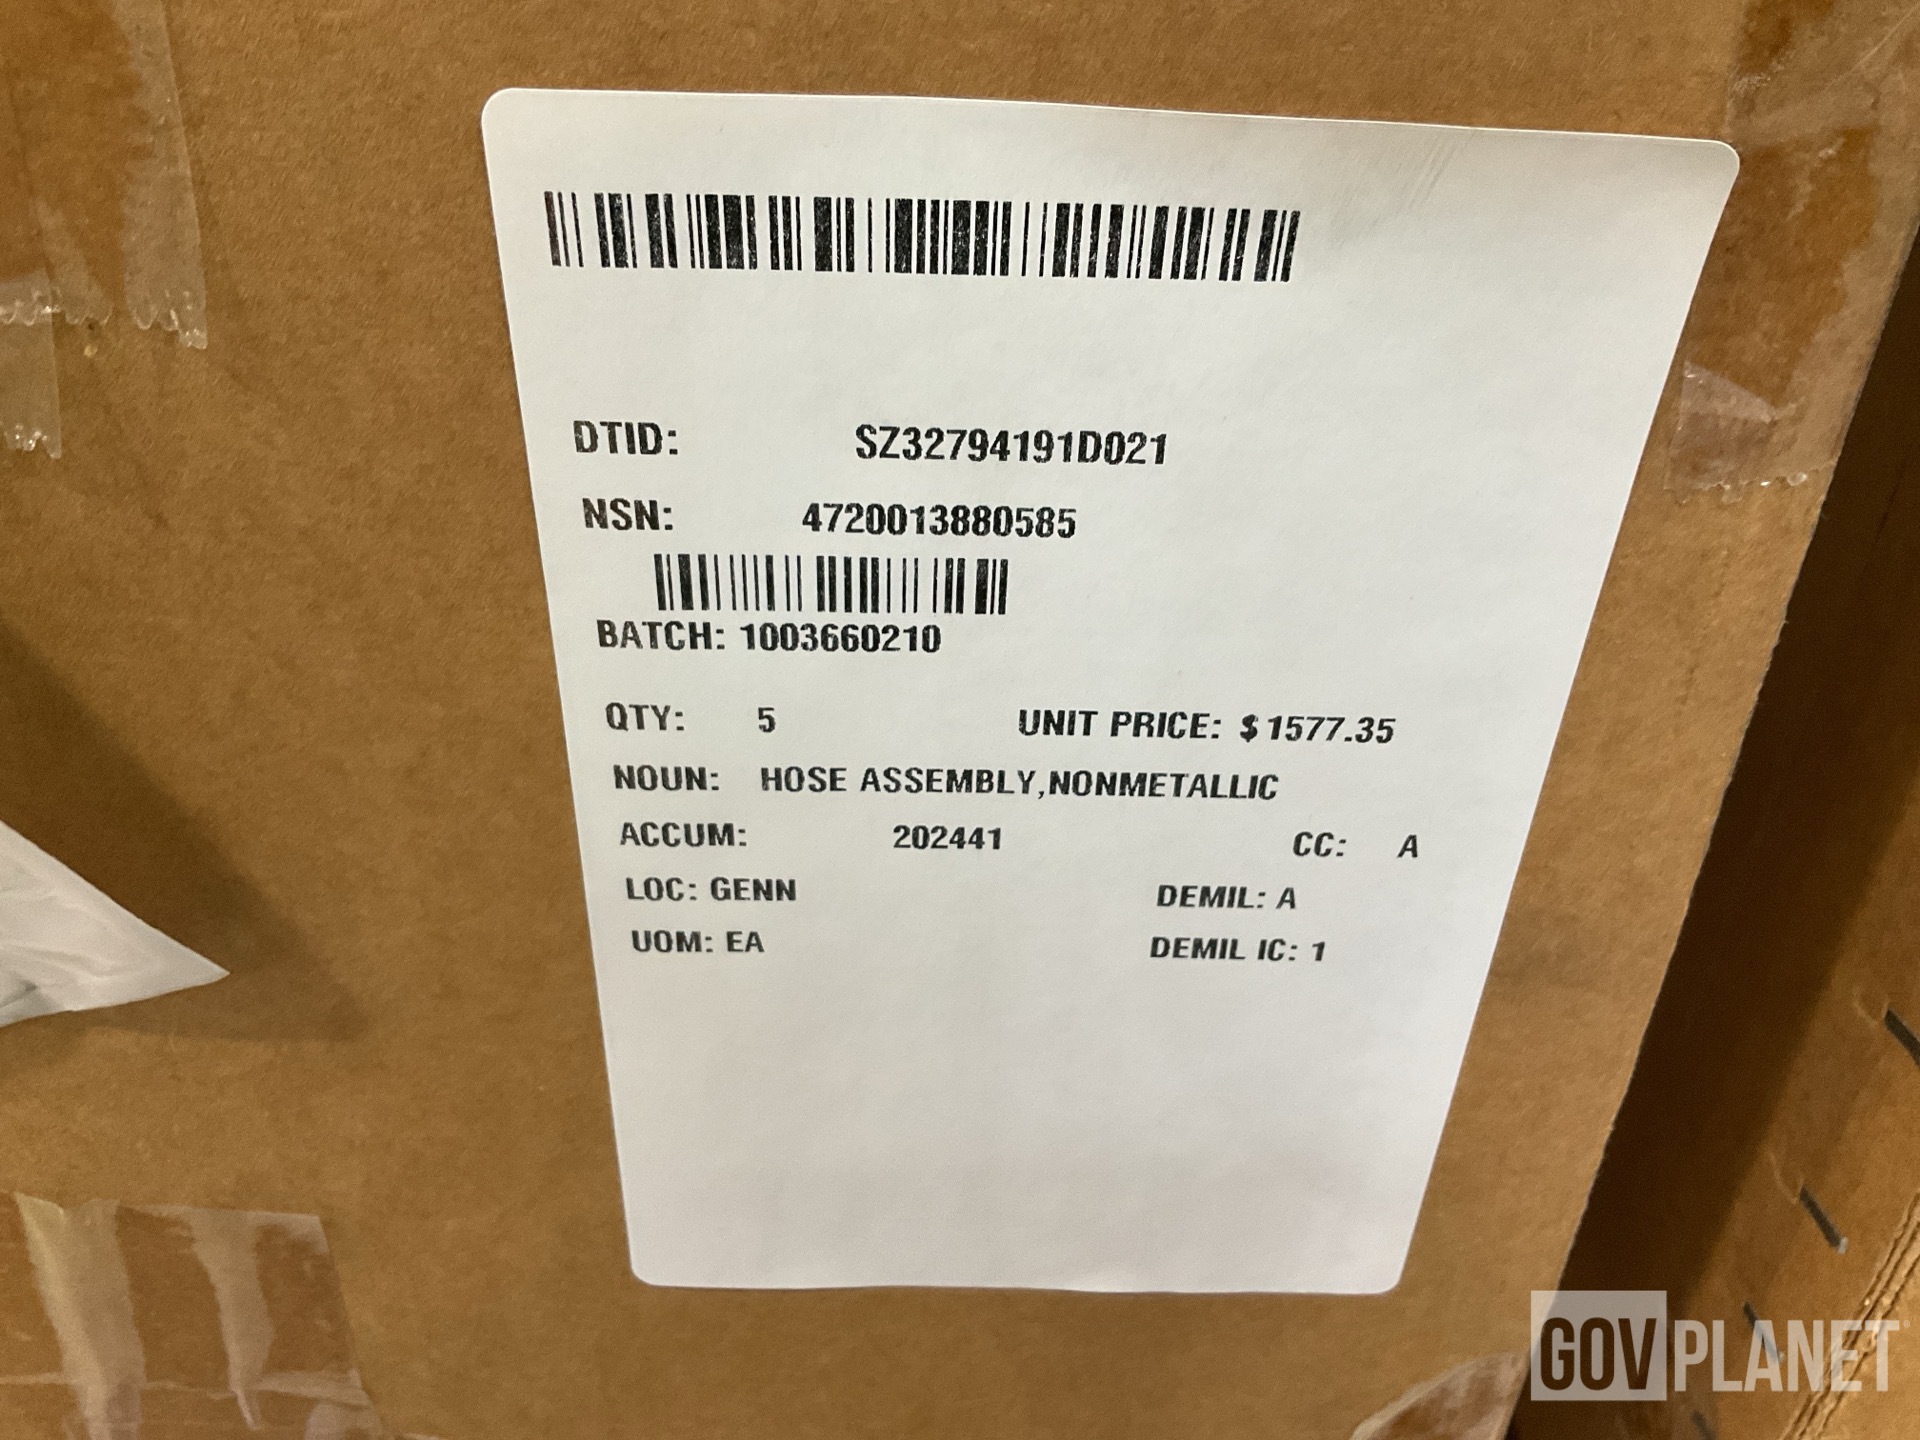 DTID: SZ32794191D021
NSN: 4720013880585
BATCH: 1003660210
QTY: 5 UNIT PRICE: $1577.35
NOUN: HOSE ASSEMBLY,NONMETALLIC
ACCUM: 202441 CC: A
LOC: GENN DEMIL: A
UOM: EA DEMIL IC: 1
GOVPLANET